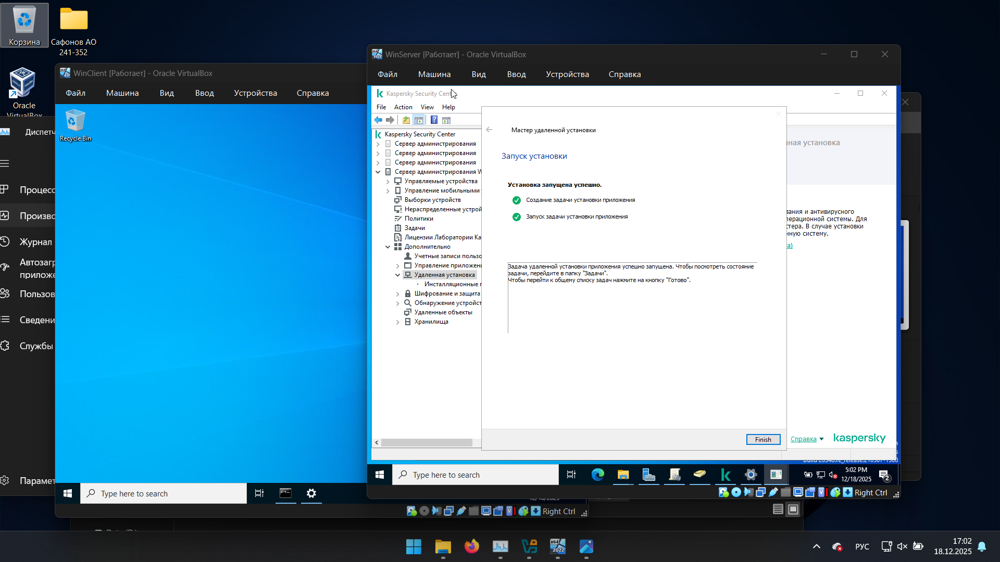 Корзина
Сафонов АО
241-352
Oracle
VirtualBox
WinClient [Работает] - Oracle VirtualBox
Файл
Машина
Вид
Ввод
Устройства
Справка
Recycle Bin
Диспетч
Процесс
Произво
Журнал
Автозагр
приложе
Пользов
Сведени
Службы
Парамет
Type here to search
Right Ctrl
WinServer [Работает] - Oracle VirtualBox
Файл
Машина
Вид
Ввод
Устройства
Справка
Kaspersky Security Cent
File
Action
View
Help
Kaspersky Security Center
Сервер администрирования
Сервер администрирования
Сервер администрирования
Сервер администрирования W
Управляемые устройства
Управление мобильными
Выборки устройств
Нераспределенные устрой
Политики
Задачи
Лицензии Лаборатории Ка
Дополнительно
Учетные записи пользо
Управление приложени
Удаленная установка
Инсталляционные п
Шифрование и защита
Обнаружение устройст
Удаленные объекты
Хранилища
Мастер удаленной установки
Запуск установки
Установка запущена успешно.
Создание задачи установки приложения
Запуск задачи установки приложения
Задача удаленной установки приложения успешно запущена. Чтобы посмотреть состояние
задачи, перейдите в папку "Задачи".
Чтобы перейти к общему списку задач нажмите на кнопку "Готово".
Finish
ная установка
вания и антивирусного
перационной системы. Для
стера. В случае установки
нную систему.
а)
Справка
kaspersky
Type here to search
5:02 PM
12/18/2025
2
Right Ctrl
РУС
17:02
18.12.2025